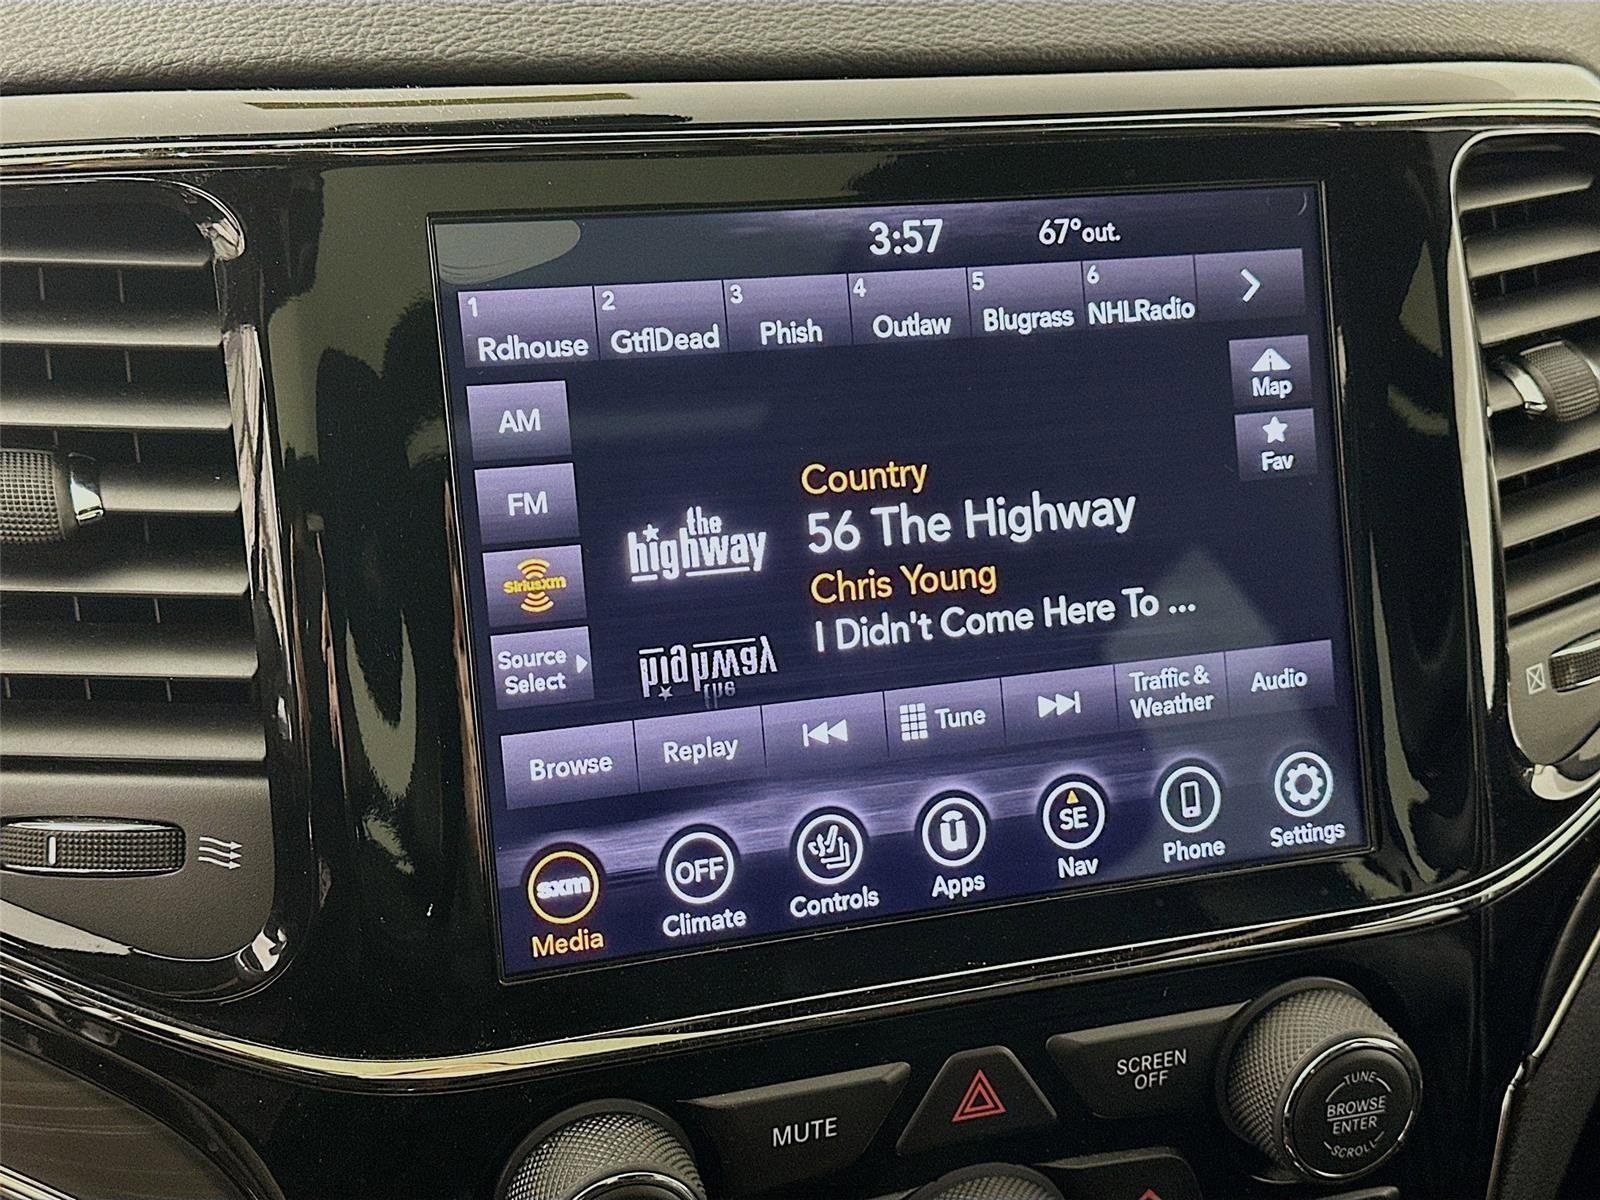 3:57
67°out.
1 Rdhouse
2 GtflDead
3 Phish
4 Outlaw
5 Blugrass
6 NHLRadio
Map
AM
Fav
FM
Country
56 The Highway
the
highway
Chris Young
I Didn't Come Here To ...
SiriusXM
Source
Select
Browse
Replay
Tune
Traffic &
Weather
Audio
sxm
Media
OFF
Climate
Controls
ū
Apps
SE
Nav
Phone
Settings
MUTE
SCREEN
OFF
TUNE
BROWSE
ENTER
SCROLL